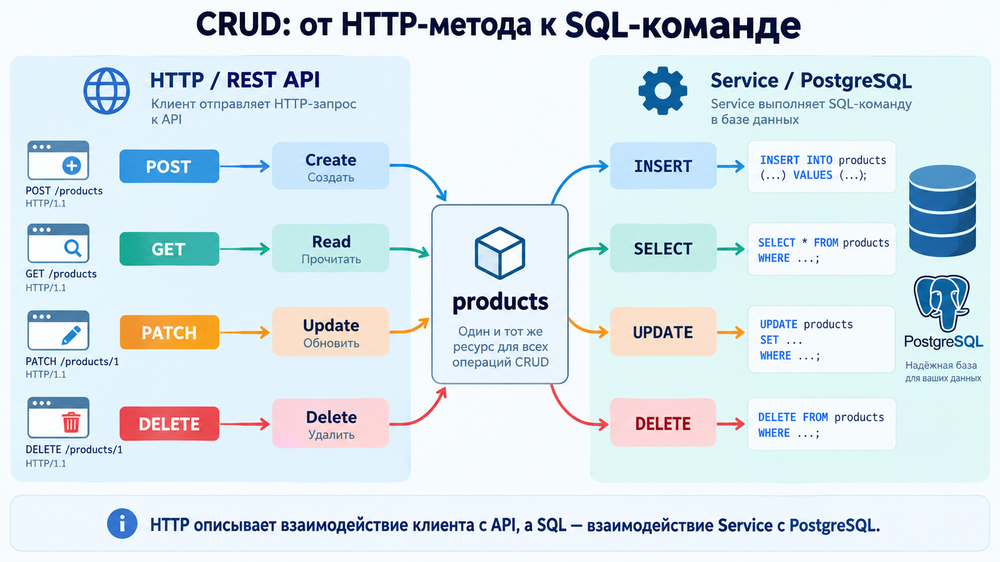 CRUD: от HTTP-метода к SQL-команде
HTTP / REST API
Клиент отправляет HTTP-запрос
к API
POST /products
HTTP/1.1
POST
Create
Создать
GET /products
HTTP/1.1
GET
Read
Прочитать
PATCH /products/1
HTTP/1.1
PATCH
Update
Обновить
DELETE /products/1
HTTP/1.1
DELETE
Delete
Удалить
products
Один и тот же
ресурс для всех
операций CRUD
Service / PostgreSQL
Service выполняет SQL-команду
в базе данных
INSERT
INSERT INTO products
(...) VALUES (...);
SELECT
SELECT * FROM products
WHERE ...;
UPDATE
UPDATE products
SET ...
WHERE ...;
DELETE
DELETE FROM products
WHERE ...;
PostgreSQL
Надёжная база
для ваших данных
HTTP описывает взаимодействие клиента с API, а SQL — взаимодействие Service с PostgreSQL.